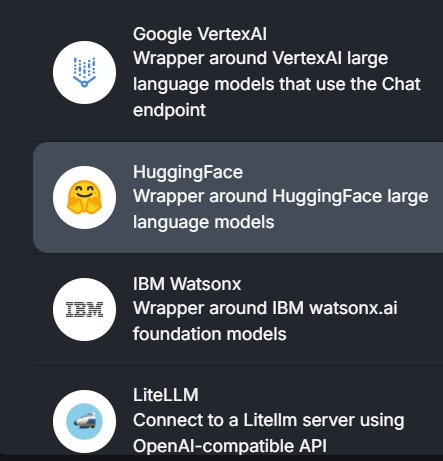 Google VertexAI
Wrapper around VertexAI large
language models that use the Chat
endpoint
HuggingFace
Wrapper around HuggingFace large
language models
IBM Watsonx
IBM
Wrapper around IBM watsonx.ai
foundation models
LiteLLM
Connect to a Litellm server using
OpenAI-compatible API